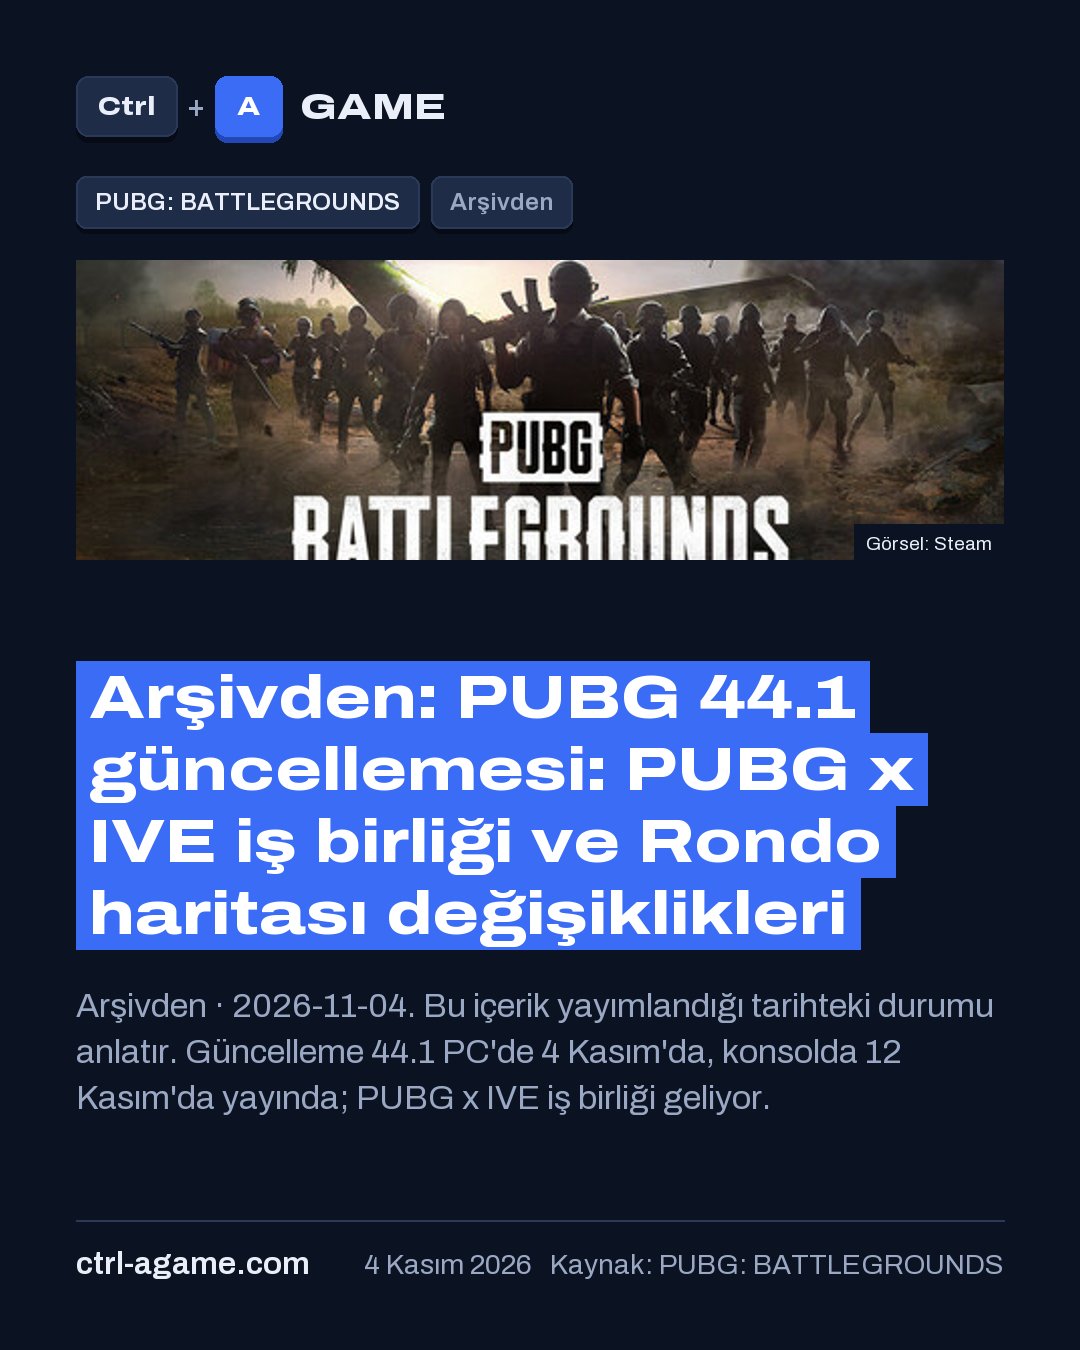 Ctrl + A GAME
PUBG: BATTLEGROUNDS Arşivden
PUBG
BATTLEGROUNDS
Görsel: Steam
Arşivden: PUBG 44.1
güncellemesi: PUBG x
IVE iş birliği ve Rondo
haritası değişiklikleri
Arşivden · 2026-11-04. Bu içerik yayımlandığı tarihteki durumu
anlatır. Güncelleme 44.1 PC'de 4 Kasım'da, konsolda 12
Kasım'da yayında; PUBG x IVE iş birliği geliyor.
ctrl-agame.com 4 Kasım 2026 Kaynak: PUBG: BATTLEGROUNDS